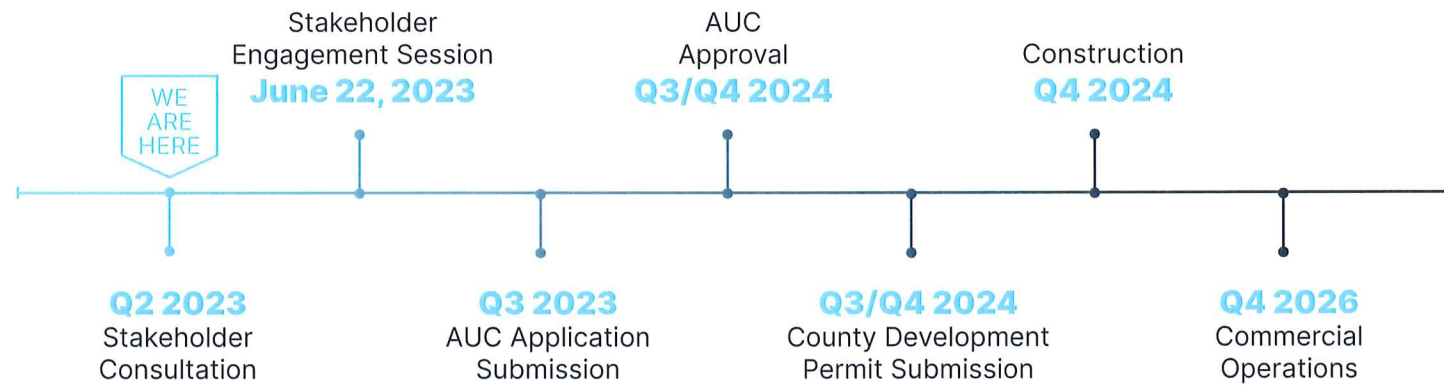 Stakeholder
Engagement Session
June 22, 2023
AUC
Approval
Q3/Q4 2024
Construction
Q4 2024
WE
ARE
HERE
Q2 2023
Stakeholder
Consultation
Q3 2023
AUC Application
Submission
Q3/Q4 2024
County Development
Permit Submission
Q4 2026
Commercial
Operations